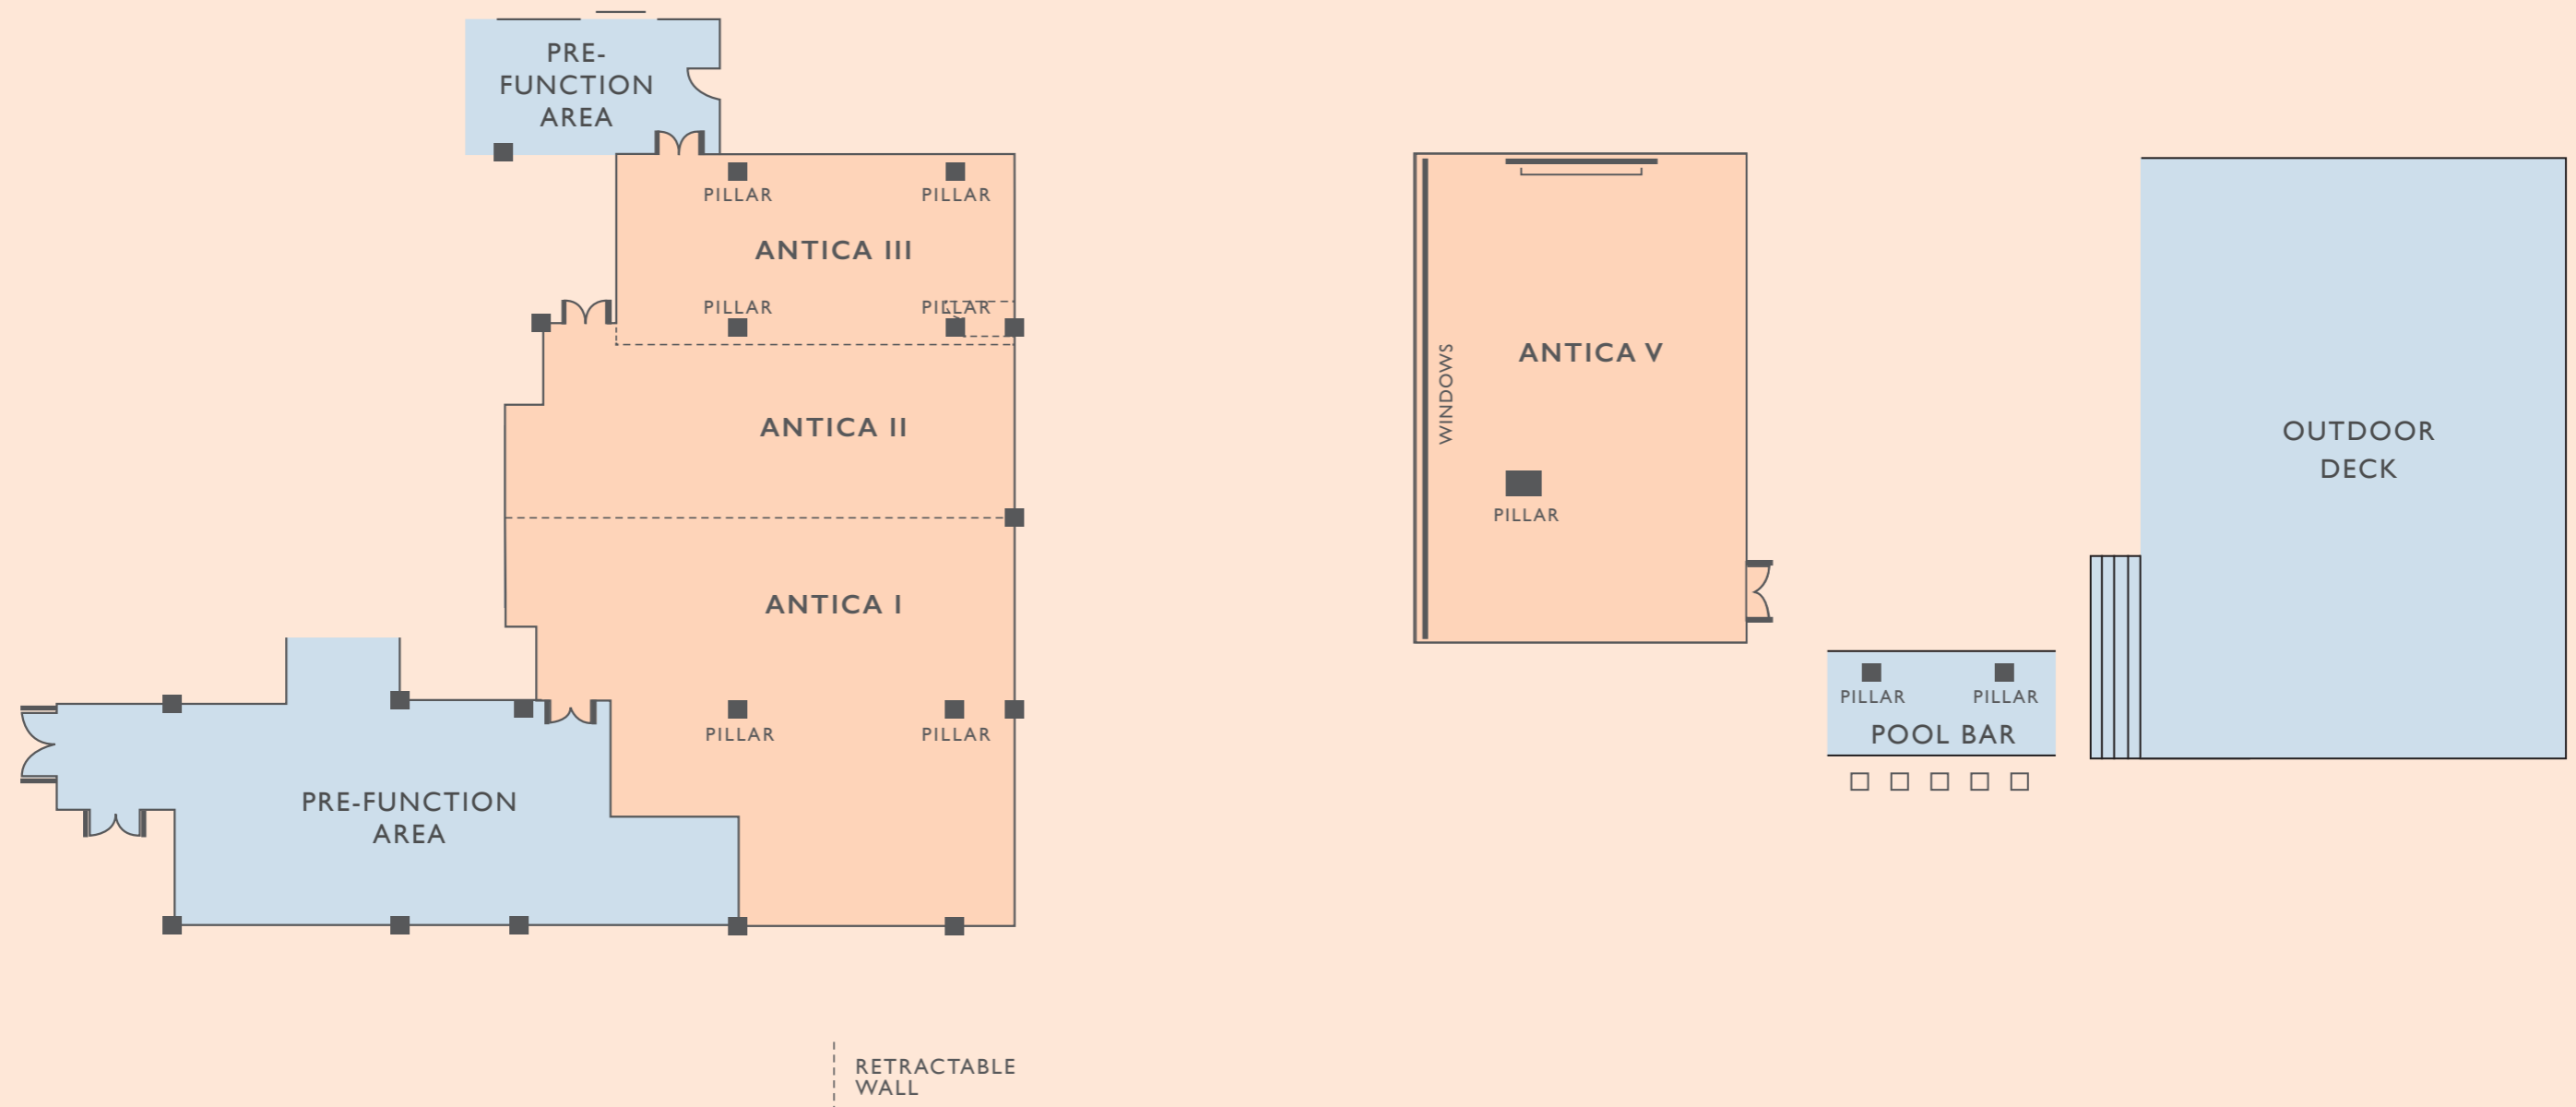 PRE-
FUNCTION
AREA
PILLAR
PILLAR
ANTICA III
PILLAR
PILLAR
ANTICA II
ANTICA I
PILLAR
PILLAR
PRE-FUNCTION
AREA
RETRACTABLE
WALL
WINDOWS
ANTICA V
PILLAR
PILLAR
PILLAR
POOL BAR
OUTDOOR
DECK